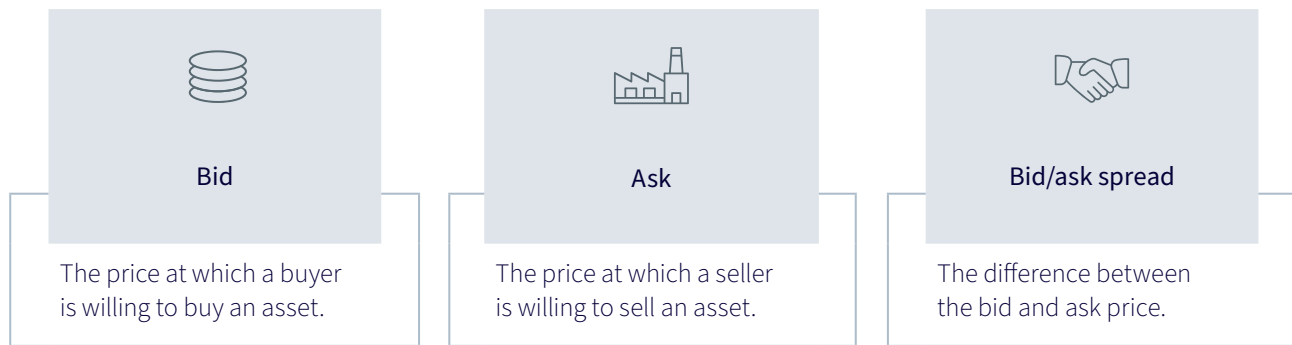 Bid
The price at which a buyer
is willing to buy an asset.
Ask
The price at which a seller
is willing to sell an asset.
Bid/ask spread
The difference between
the bid and ask price.